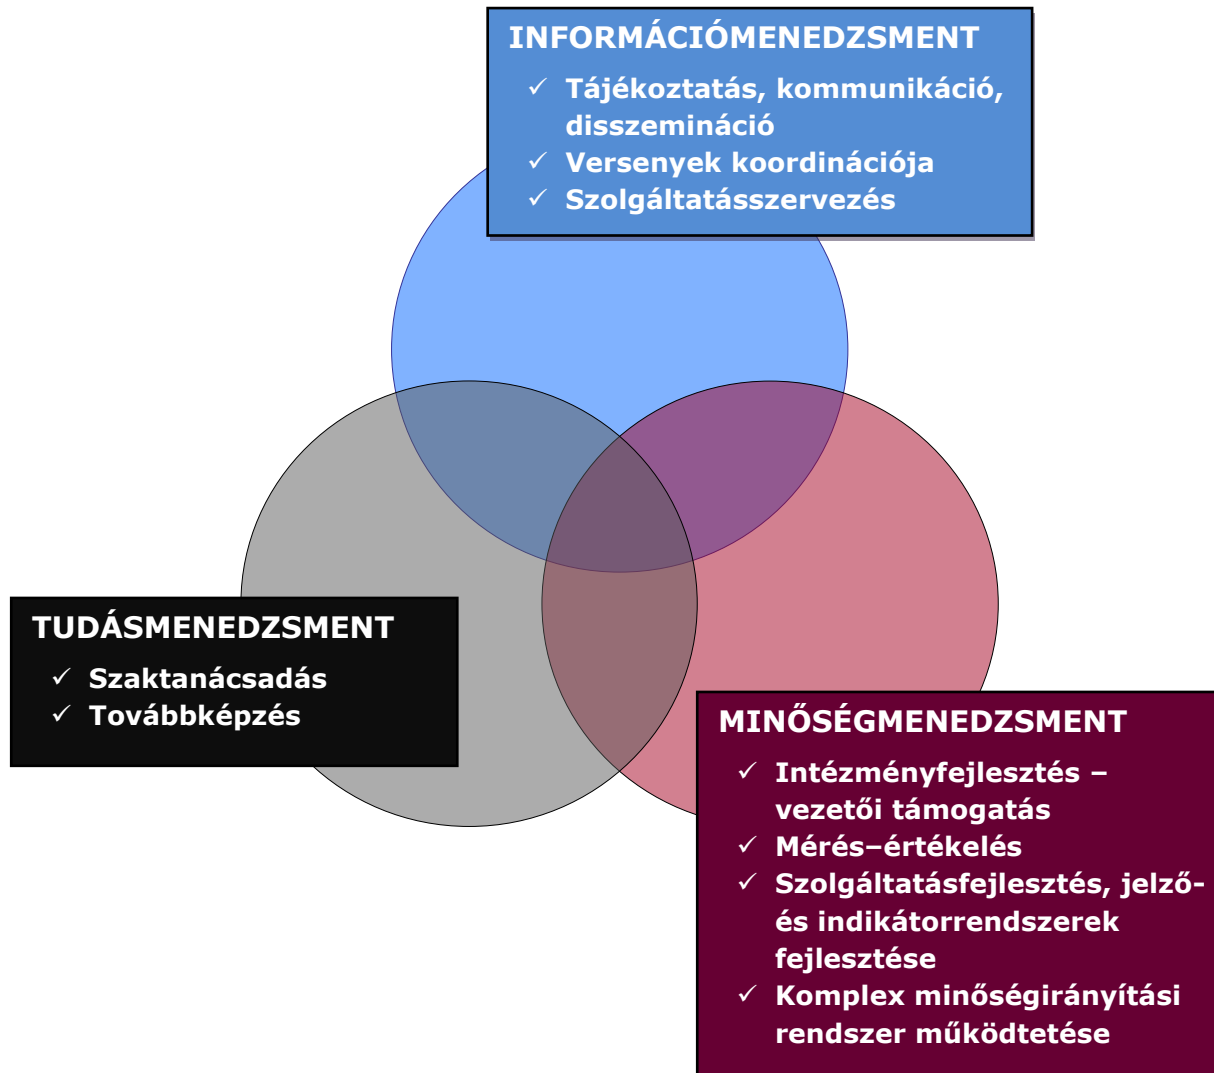 INFORMÁCIÓMENEDZSMENT
✓ Tájékoztatás, kommunikáció,
disszemináció
✓ Versenyek koordinációja
✓ Szolgáltatásszervezés
TUDÁSMENEDZSMENT
✓ Szaktanácsadás
✓ Továbbképzés
MINŐSÉGMENEDZSMENT
✓ Intézményfejlesztés –
vezetői támogatás
✓ Mérés–értékelés
✓ Szolgáltatásfejlesztés, jelző-
és indikátorrendszerek
fejlesztése
✓ Komplex minőségirányítási
rendszer működtetése